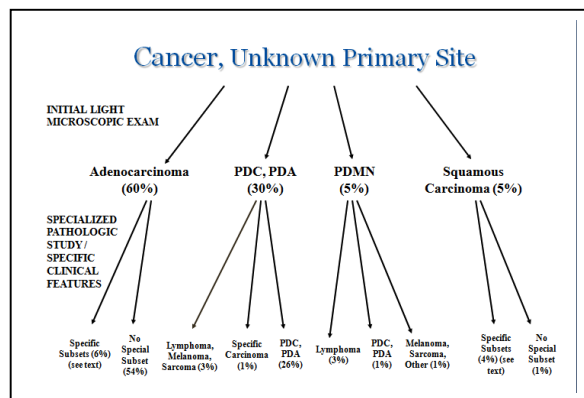 Cancer, Unknown Primary Site
INITIAL LIGHT
MICROSCOPIC EXAM
Adenocarcinoma
(60%)
PDC, PDA
(30%)
PDMN
(5%)
Squamous
Carcinoma (5%)
SPECIALIZED
PATHOLOGIC
STUDY /
SPECIFIC
CLINICAL
FEATURES
Specific
Subsets (6%)
(see text)
No
Special
Subset
(54%)
Lymphoma,
Melanoma,
Sarcoma (3%)
Specific
Carcinoma
(1%)
PDC,
PDA
(26%)
Lymphoma
(3%)
PDC,
PDA
(1%)
Melanoma,
Sarcoma,
Other (1%)
Specific
Subsets
(4%) (see
text)
No
Special
Subset
(1%)